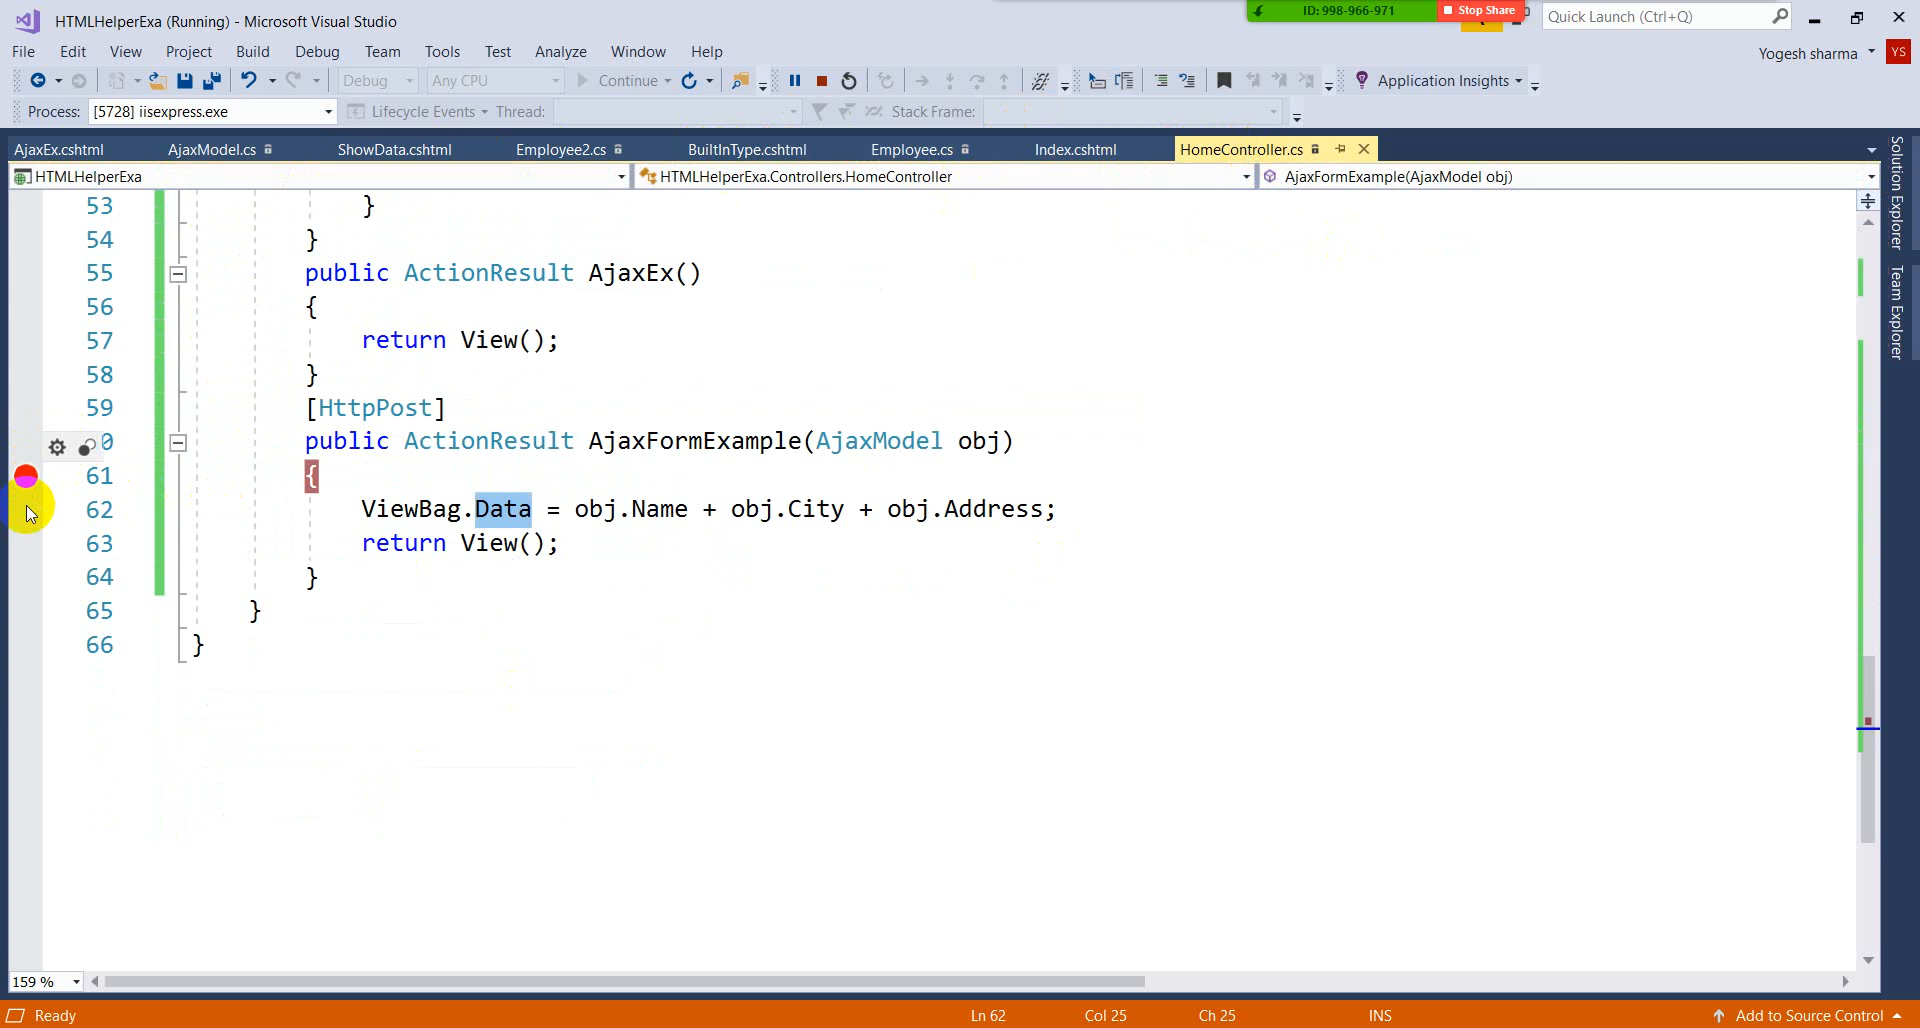 HTMLHelperExa (Running) - Microsoft Visual Studio
ID: 998-966-971
Stop Share
Quick Launch (Ctrl+Q)
File Edit View Project Build Debug Team Tools Test Analyze Window Help
Yogesh sharma
YS
Debug Any CPU Continue Application Insights
Process: [5728] iisexpress.exe Lifecycle Events Thread: Stack Frame:
AjaxEx.cshtml AjaxModel.cs ShowData.cshtml Employee2.cs BuiltInType.cshtml Employee.cs Index.cshtml HomeController.cs
HTMLHelperExa HTMLHelperExa.Controllers.HomeController AjaxFormExample(AjaxModel obj)
Solution Explorer
Team Explorer
53 }
54 }
55 public ActionResult AjaxEx()
56 {
57 return View();
58 }
59 [HttpPost]
0 public ActionResult AjaxFormExample(AjaxModel obj)
61 {
62 ViewBag.Data = obj.Name + obj.City + obj.Address;
63 return View();
64 }
65 }
66 }
159 %
Ready Ln 62 Col 25 Ch 25 INS Add to Source Control